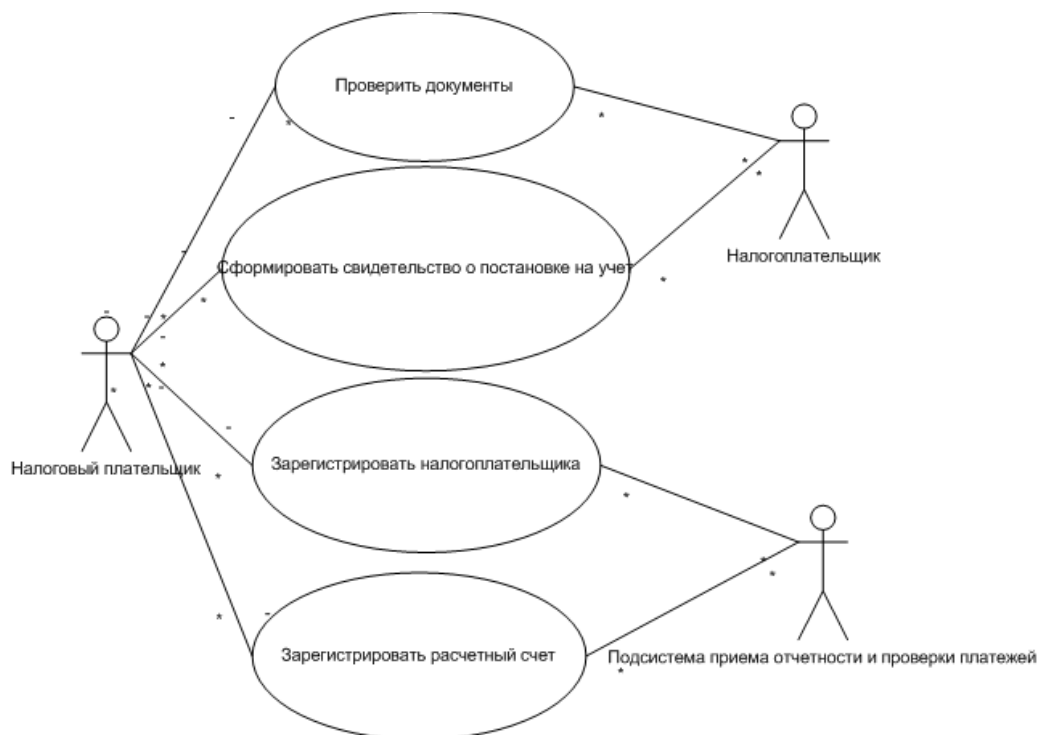 Проверить документы
Налогоплательщик
Сформировать свидетельство о постановке на учет
Налоговый плательщик
Зарегистрировать налогоплательщика
Зарегистрировать расчетный счет
Подсистема приема отчетности и проверки платежей